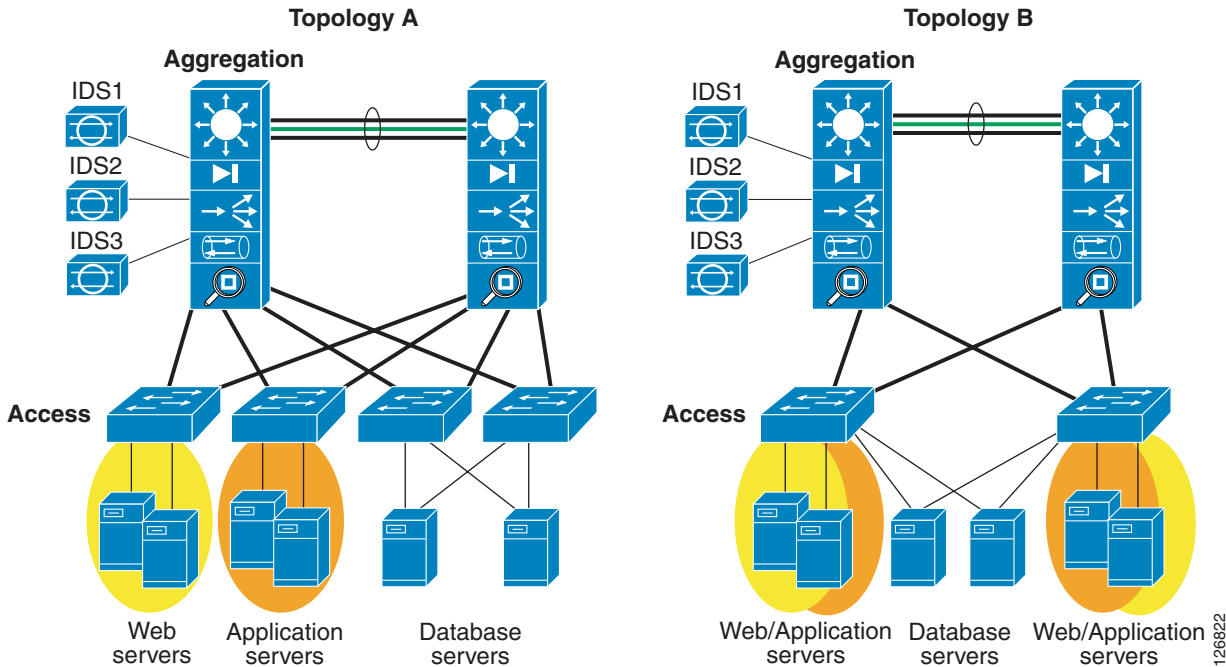 Topology A
Aggregation
IDS1
IDS2
IDS3
Access
Web
servers
Application
servers
Database
servers
Topology B
Aggregation
IDS1
IDS2
IDS3
Access
Web/Application
servers
Database
servers
Web/Application
servers
126822